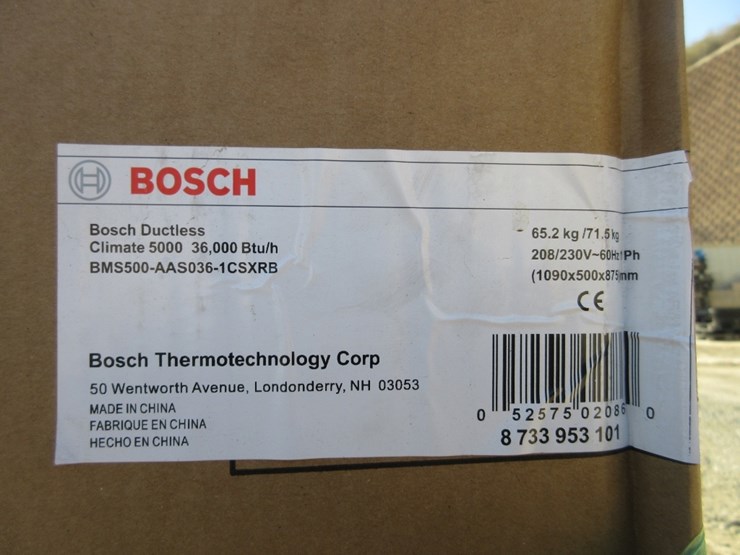 BOSCH
Bosch Ductless
Climate 5000 36,000 Btu/h
BMS500-AAS036-1CSXRB
65.2 kg /71.5 kg
208/230V~60Hz 1Ph
(1090x500x875mm
CE
Bosch Thermotechnology Corp
50 Wentworth Avenue, Londonderry, NH 03053
MADE IN CHINA
FABRIQUE EN CHINA
HECHO EN CHINA
0 52575 02086 0
8 733 953 101